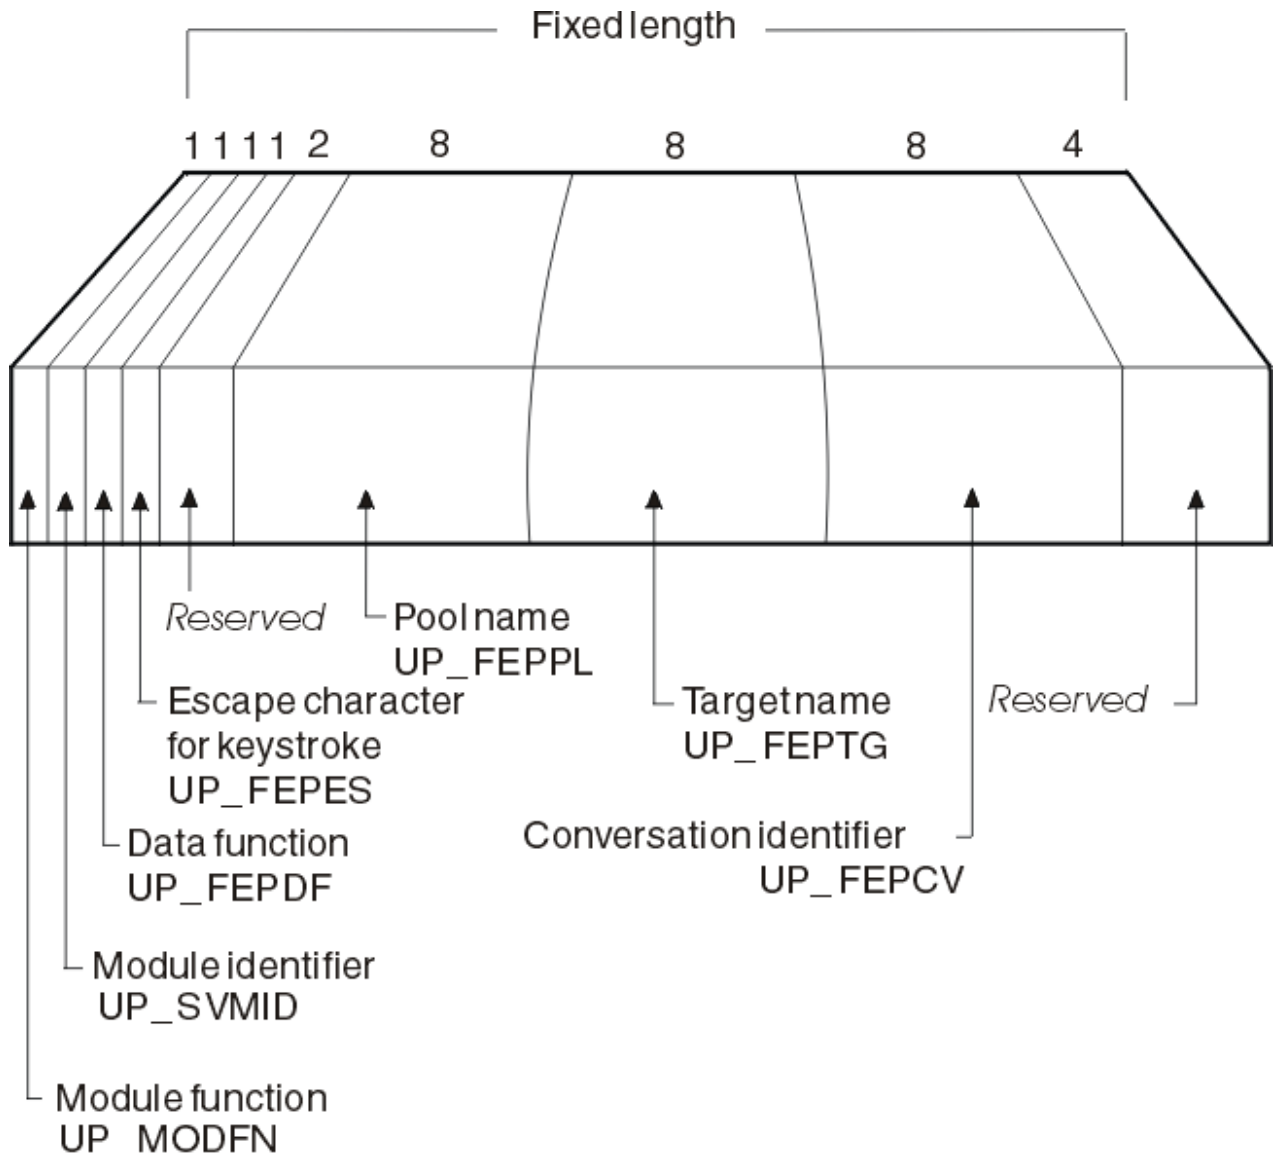 Fixed length
1 1 1 1 2 8 8 8 4
Reserved
Pool name
UP_FEPPL
Escape character
for keystroke
UP_FEPES
Target name
UP_FEPTG
Reserved
Data function
UP_FEPDF
Conversation identifier
UP_FEPCV
Module identifier
UP_SVMID
Module function
UP MODFN